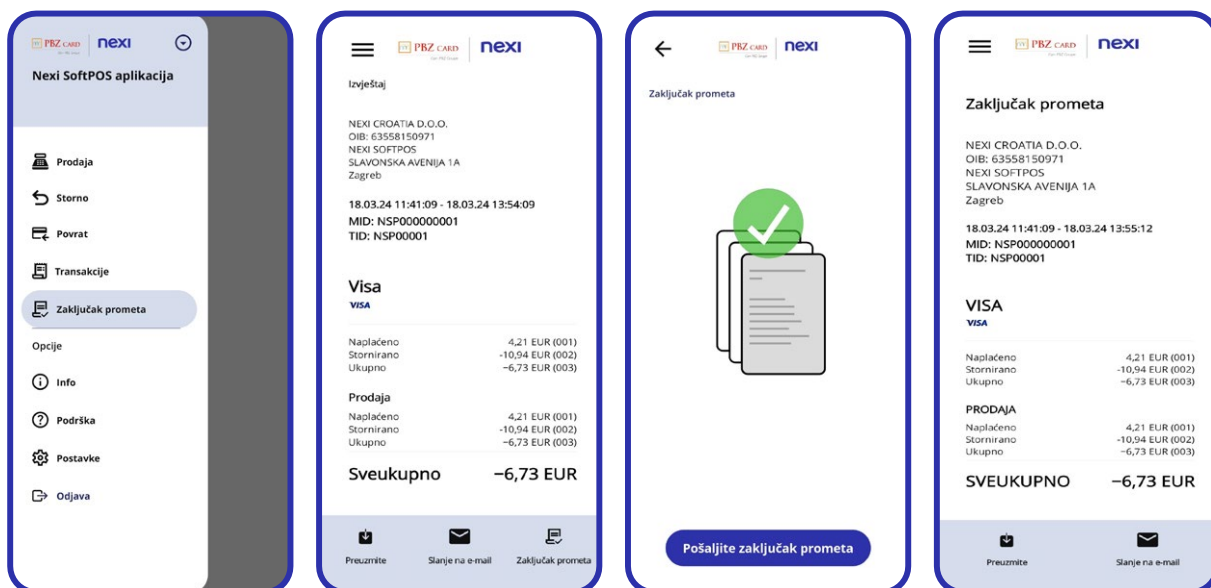 PBZ CARD nexi
Nexi SoftPOS aplikacija
Prodaja
Storno
Povrat
Transakcije
Zaključak prometa
Opcije
Info
Podrška
Postavke
Odjava
PBZ CARD nexi
Izvještaj
NEXI CROATIA D.O.O.
OIB: 63558150971
NEXI SOFTPOS
SLAVONSKA AVENIJA 1A
Zagreb
18.03.24 11:41:09 - 18.03.24 13:54:09
MID: NSP000000001
TID: NSP00001
Visa
VISA
Naplaćeno 4,21 EUR (001)
Stornirano -10,94 EUR (002)
Ukupno −6,73 EUR (003)
Prodaja
Naplaćeno 4,21 EUR (001)
Stornirano -10,94 EUR (002)
Ukupno −6,73 EUR (003)
Sveukupno −6,73 EUR
Preuzmite Slanje na e-mail Zaključak prometa
PBZ CARD nexi
Zaključak prometa
Pošaljite zaključak prometa
PBZ CARD nexi
Zaključak prometa
NEXI CROATIA D.O.O.
OIB: 63558150971
NEXI SOFTPOS
SLAVONSKA AVENIJA 1A
Zagreb
18.03.24 11:41:09 - 18.03.24 13:55:12
MID: NSP000000001
TID: NSP00001
VISA
VISA
Naplaćeno 4,21 EUR (001)
Stornirano -10,94 EUR (002)
Ukupno −6,73 EUR (003)
PRODAJA
Naplaćeno 4,21 EUR (001)
Stornirano -10,94 EUR (002)
Ukupno −6,73 EUR (003)
SVEUKUPNO −6,73 EUR
Preuzmite Slanje na e-mail